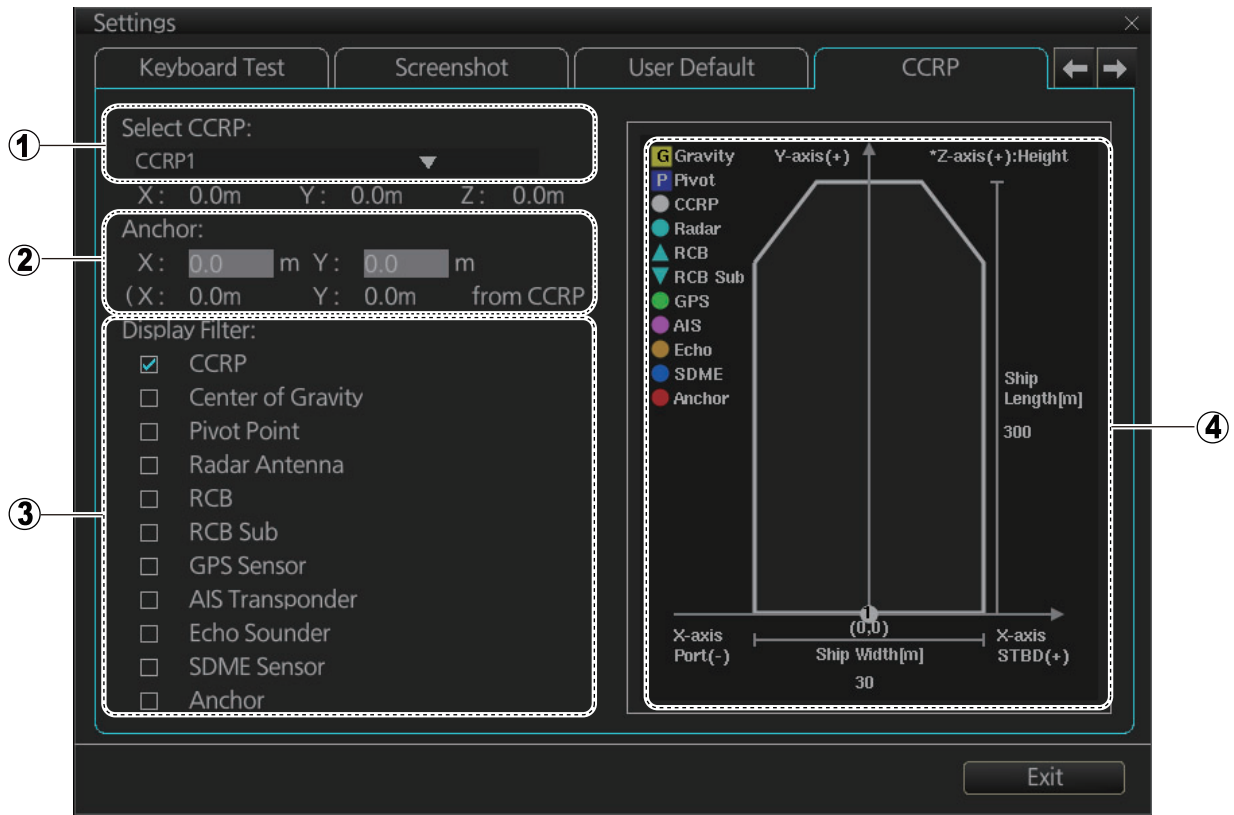 Settings
Keyboard Test
Screenshot
User Default
CCRP
1
Select CCRP:
CCRP1
X: 0.0m Y: 0.0m Z: 0.0m
2
Anchor:
X: 0.0 m Y: 0.0 m
(X: 0.0m Y: 0.0m from CCRP
3
Display Filter:
CCRP
Center of Gravity
Pivot Point
Radar Antenna
RCB
RCB Sub
GPS Sensor
AIS Transponder
Echo Sounder
SDME Sensor
Anchor
4
G Gravity
P Pivot
CCRP
Radar
RCB
RCB Sub
GPS
AIS
Echo
SDME
Anchor
Y-axis(+)
*Z-axis(+):Height
Ship
Length[m]
300
1
(0,0)
X-axis
Port(-)
Ship Width[m]
30
X-axis
STBD(+)
Exit